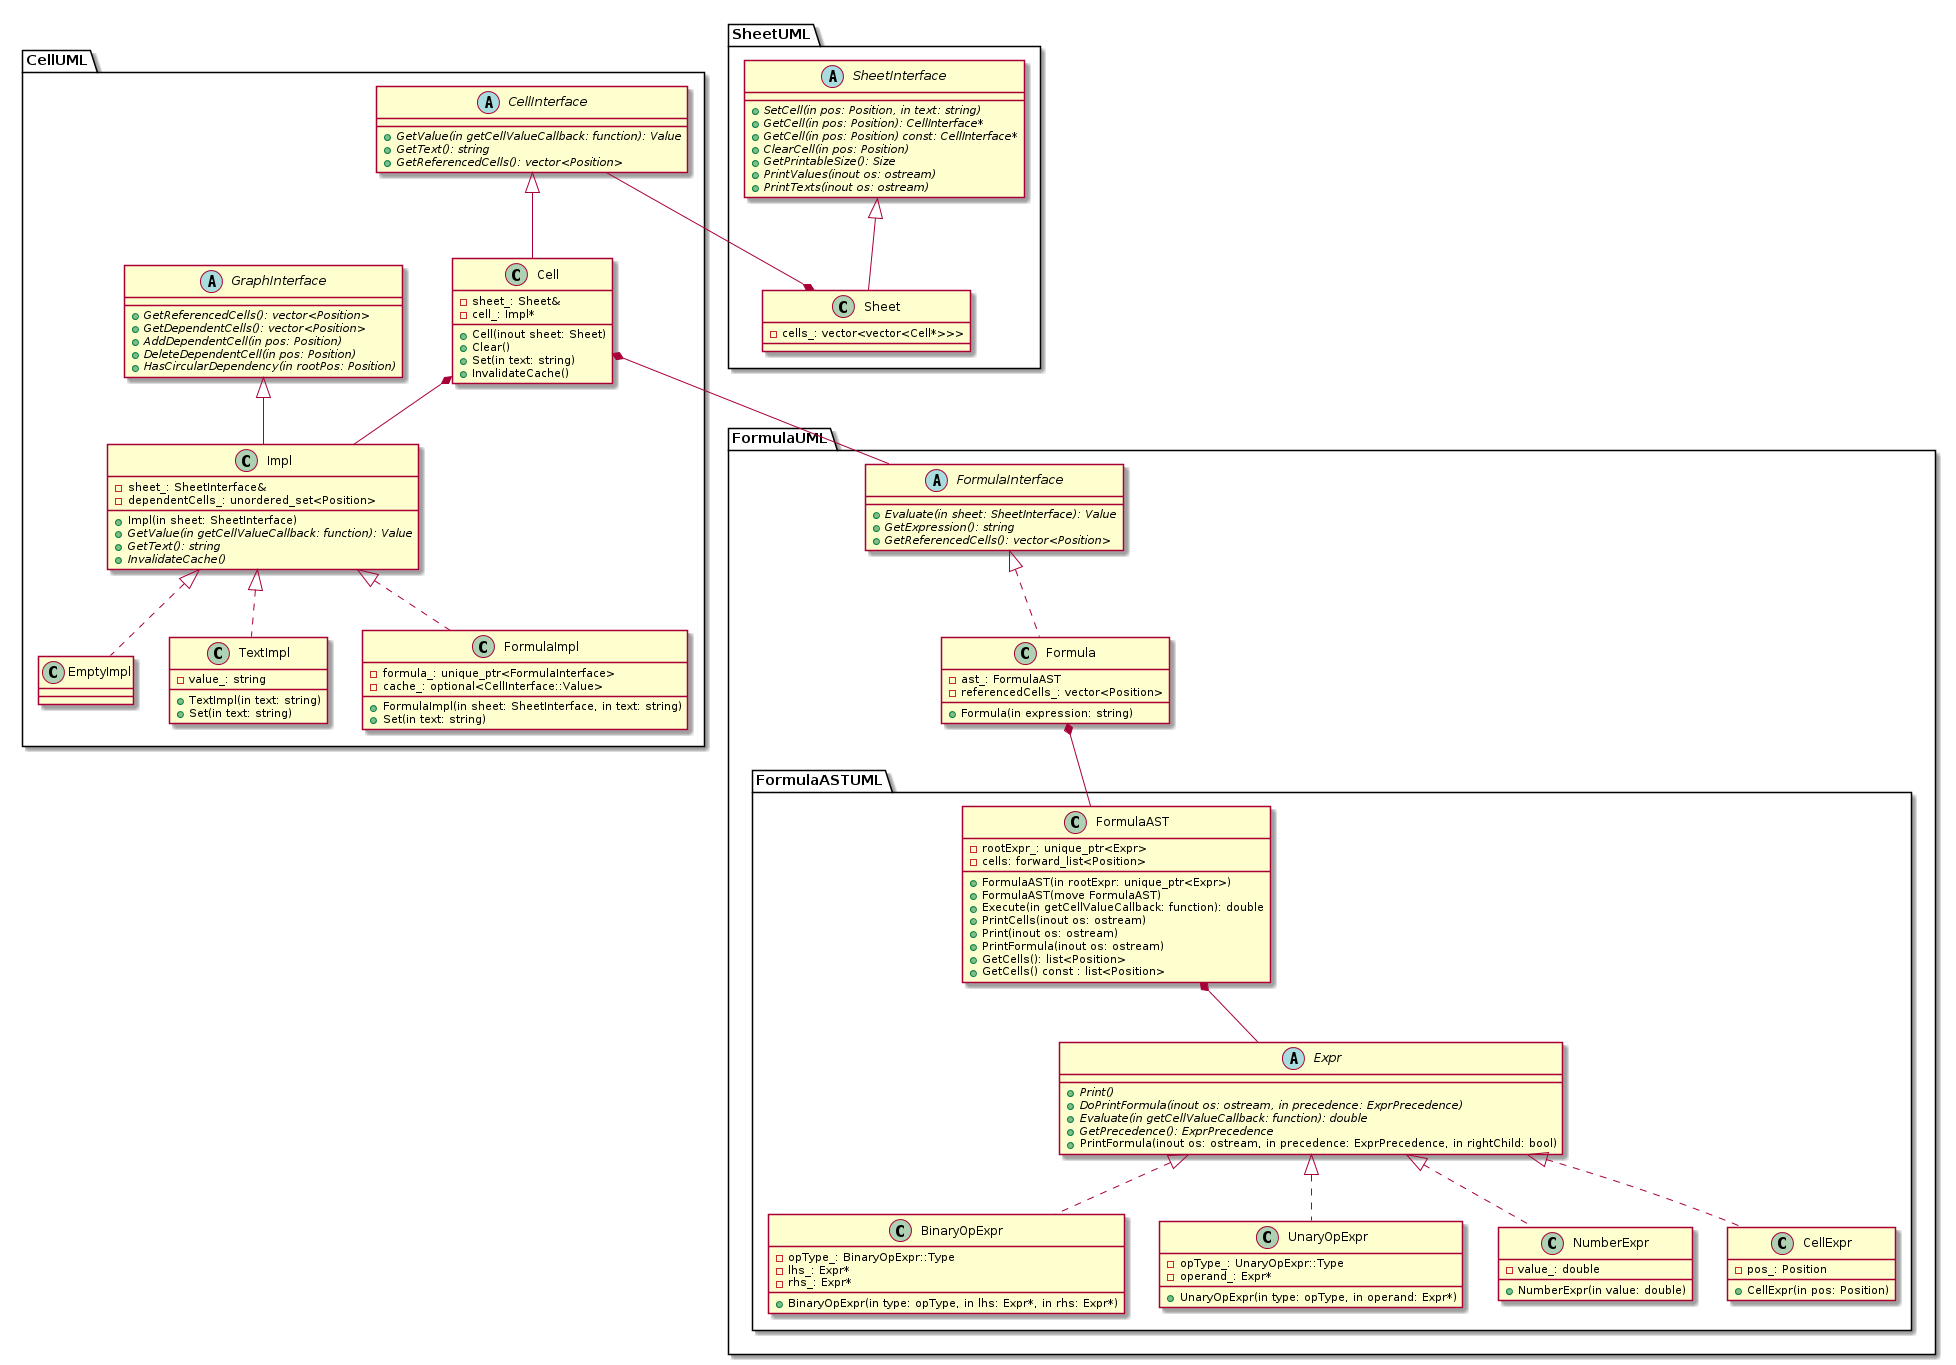 CellUML
A CellInterface
GetValue(in getCellValueCallback: function): Value
GetText(): string
GetReferencedCells(): vector<Position>
A GraphInterface
GetReferencedCells(): vector<Position>
GetDependentCells(): vector<Position>
AddDependentCell(in pos: Position)
DeleteDependentCell(in pos: Position)
HasCircularDependency(in rootPos: Position)
C Cell
sheet_: Sheet&
cell_: Impl*
Cell(inout sheet: Sheet)
Clear()
Set(in text: string)
InvalidateCache()
C Impl
sheet_: SheetInterface&
dependentCells_: unordered_set<Position>
Impl(in sheet: SheetInterface)
GetValue(in getCellValueCallback: function): Value
GetText(): string
InvalidateCache()
C EmptyImpl
C TextImpl
value_: string
TextImpl(in text: string)
Set(in text: string)
C FormulaImpl
formula_: unique_ptr<FormulaInterface>
cache_: optional<CellInterface::Value>
FormulaImpl(in sheet: SheetInterface, in text: string)
Set(in text: string)
SheetUML
A SheetInterface
SetCell(in pos: Position, in text: string)
GetCell(in pos: Position): CellInterface*
GetCell(in pos: Position) const: CellInterface*
ClearCell(in pos: Position)
GetPrintableSize(): Size
PrintValues(inout os: ostream)
PrintTexts(inout os: ostream)
C Sheet
cells_: vector<vector<Cell*>>>
FormulaUML
A FormulaInterface
Evaluate(in sheet: SheetInterface): Value
GetExpression(): string
GetReferencedCells(): vector<Position>
C Formula
ast_: FormulaAST
referencedCells_: vector<Position>
Formula(in expression: string)
FormulaASTUML
C FormulaAST
rootExpr_: unique_ptr<Expr>
cells: forward_list<Position>
FormulaAST(in rootExpr: unique_ptr<Expr>)
FormulaAST(move FormulaAST)
Execute(in getCellValueCallback: function): double
PrintCells(inout os: ostream)
Print(inout os: ostream)
PrintFormula(inout os: ostream)
GetCells(): list<Position>
GetCells() const : list<Position>
A Expr
Print()
DoPrintFormula(inout os: ostream, in precedence: ExprPrecedence)
Evaluate(in getCellValueCallback: function): double
GetPrecedence(): ExprPrecedence
PrintFormula(inout os: ostream, in precedence: ExprPrecedence, in rightChild: bool)
C BinaryOpExpr
opType_: BinaryOpExpr::Type
lhs_: Expr*
rhs_: Expr*
BinaryOpExpr(in type: opType, in lhs: Expr*, in rhs: Expr*)
C UnaryOpExpr
opType_: UnaryOpExpr::Type
operand_: Expr*
UnaryOpExpr(in type: opType, in operand: Expr*)
C NumberExpr
value_: double
NumberExpr(in value: double)
C CellExpr
pos_: Position
CellExpr(in pos: Position)